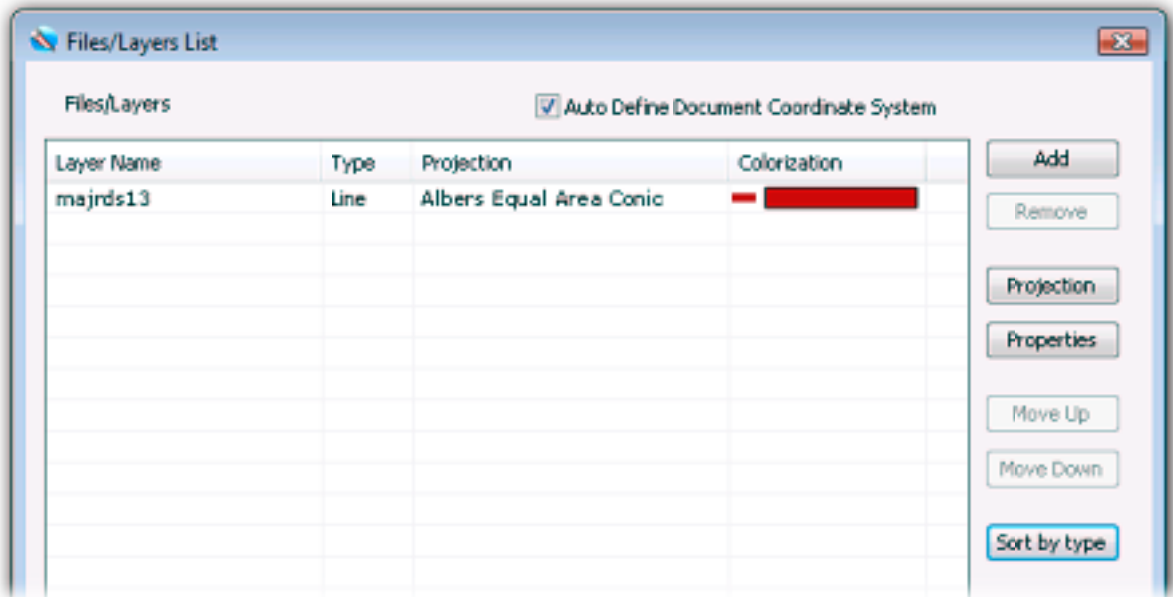 Files/Layers List
Files/Layers
Auto Define Document Coordinate System
Layer Name Type Projection Colorization
majrds13 Line Albers Equal Area Conic
Add
Remove
Projection
Properties
Move Up
Move Down
Sort by type